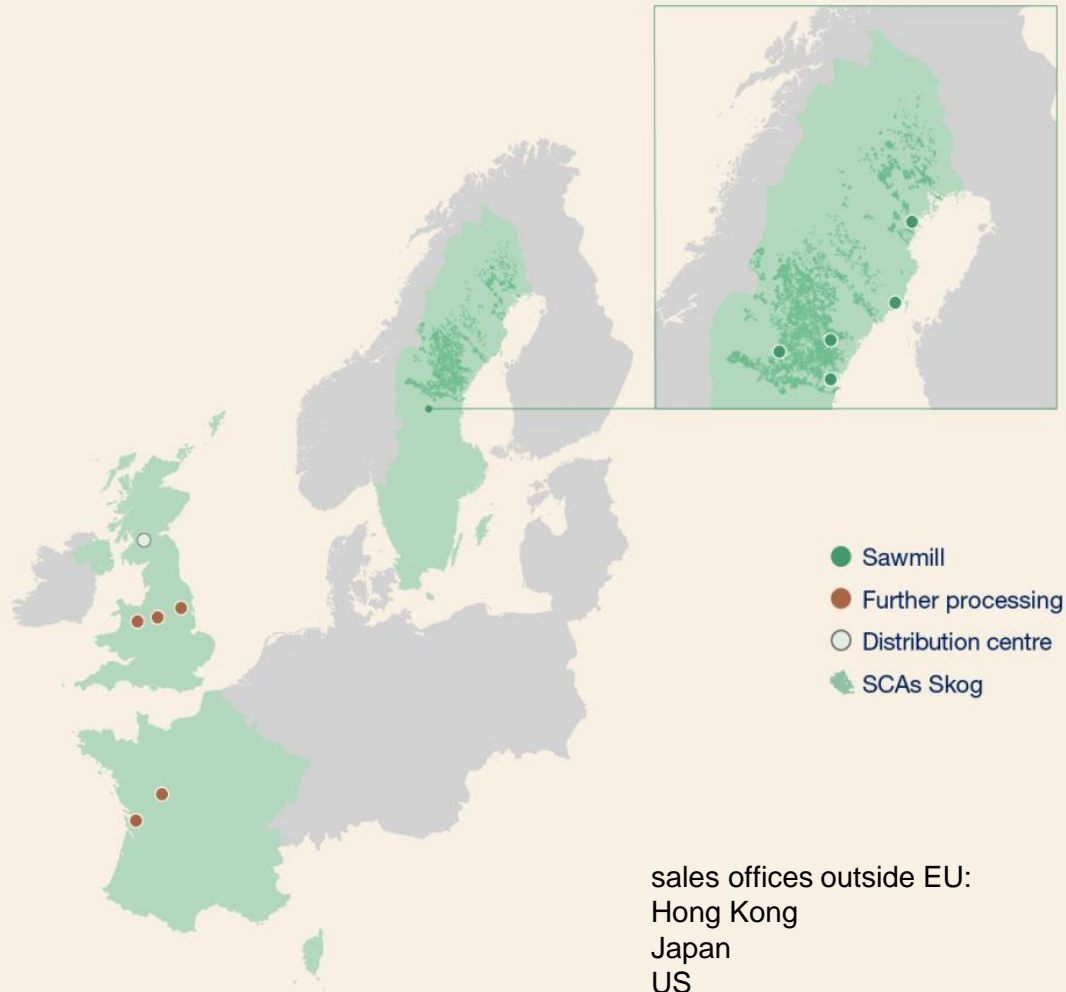 Sawmill
Further processing
Distribution centre
SCAs Skog
sales offices outside EU:
Hong Kong
Japan
US